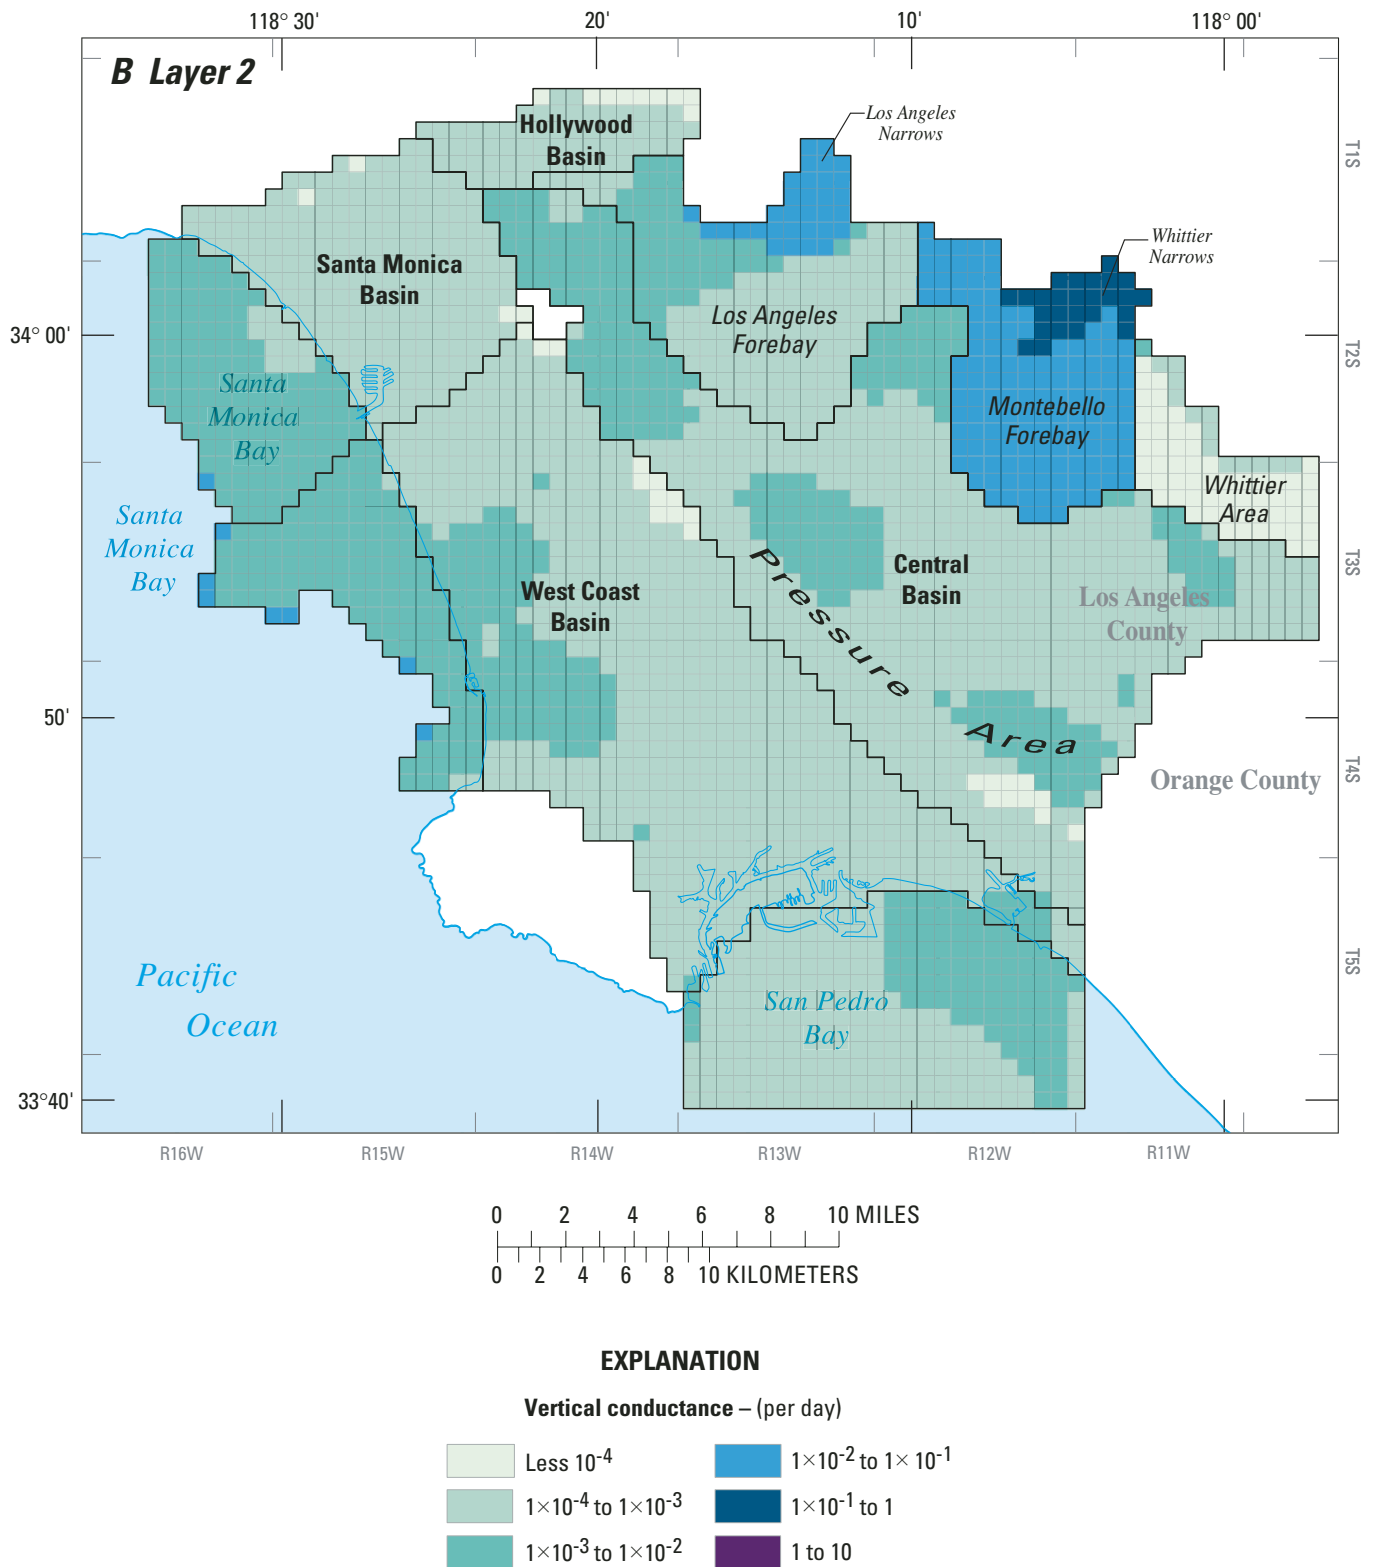 118° 30'
20'
10'
118° 00'
B Layer 2
Hollywood
Basin
Los Angeles
Narrows
T1S
Whittier
Narrows
Santa Monica
Basin
34° 00'
Los Angeles
Forebay
T2S
Santa
Monica
Bay
Montebello
Forebay
Whittier
Area
Santa
Monica
Bay
Pressure
Area
T3S
West Coast
Basin
Central
Basin
Los Angeles
County
50'
T4S
Orange County
Pacific
Ocean
San Pedro
Bay
T5S
33°40'
R16W
R15W
R14W
R13W
R12W
R11W
0 2 4 6 8 10 MILES
0 2 4 6 8 10 KILOMETERS
EXPLANATION
Vertical conductance – (per day)
Less 10⁻⁴
1×10⁻⁴ to 1×10⁻³
1×10⁻³ to 1×10⁻²
1×10⁻² to 1× 10⁻¹
1×10⁻¹ to 1
1 to 10